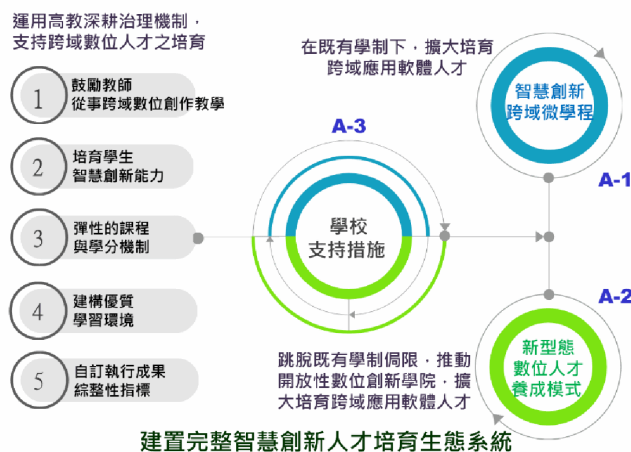 運用高教深耕治理機制，
支持跨域數位人才之培育
1
鼓勵教師
從事跨域數位創作教學
2
培育學生
智慧創新能力
3
彈性的課程
與學分機制
4
建構優質
學習環境
5
自訂執行成果
綜整性指標
A-3
學校
支持措施
在既有學制下，擴大培育
跨域應用軟體人才
智慧創新
跨域微學程
A-1
A-2
新型態
數位人才
養成模式
跳脫既有學制侷限，推動
開放性數位創新學院，擴
大培育跨域應用軟體人才
建置完整智慧創新人才培育生態系統